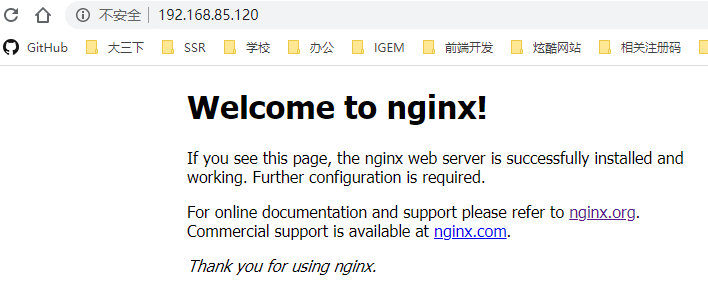 不安全 | 192.168.85.120
GitHub 大三下 SSR 学校 办公 IGEM 前端开发 炫酷网站 相关注册码
Welcome to nginx!
If you see this page, the nginx web server is successfully installed and
working. Further configuration is required.
For online documentation and support please refer to nginx.org.
Commercial support is available at nginx.com.
Thank you for using nginx.